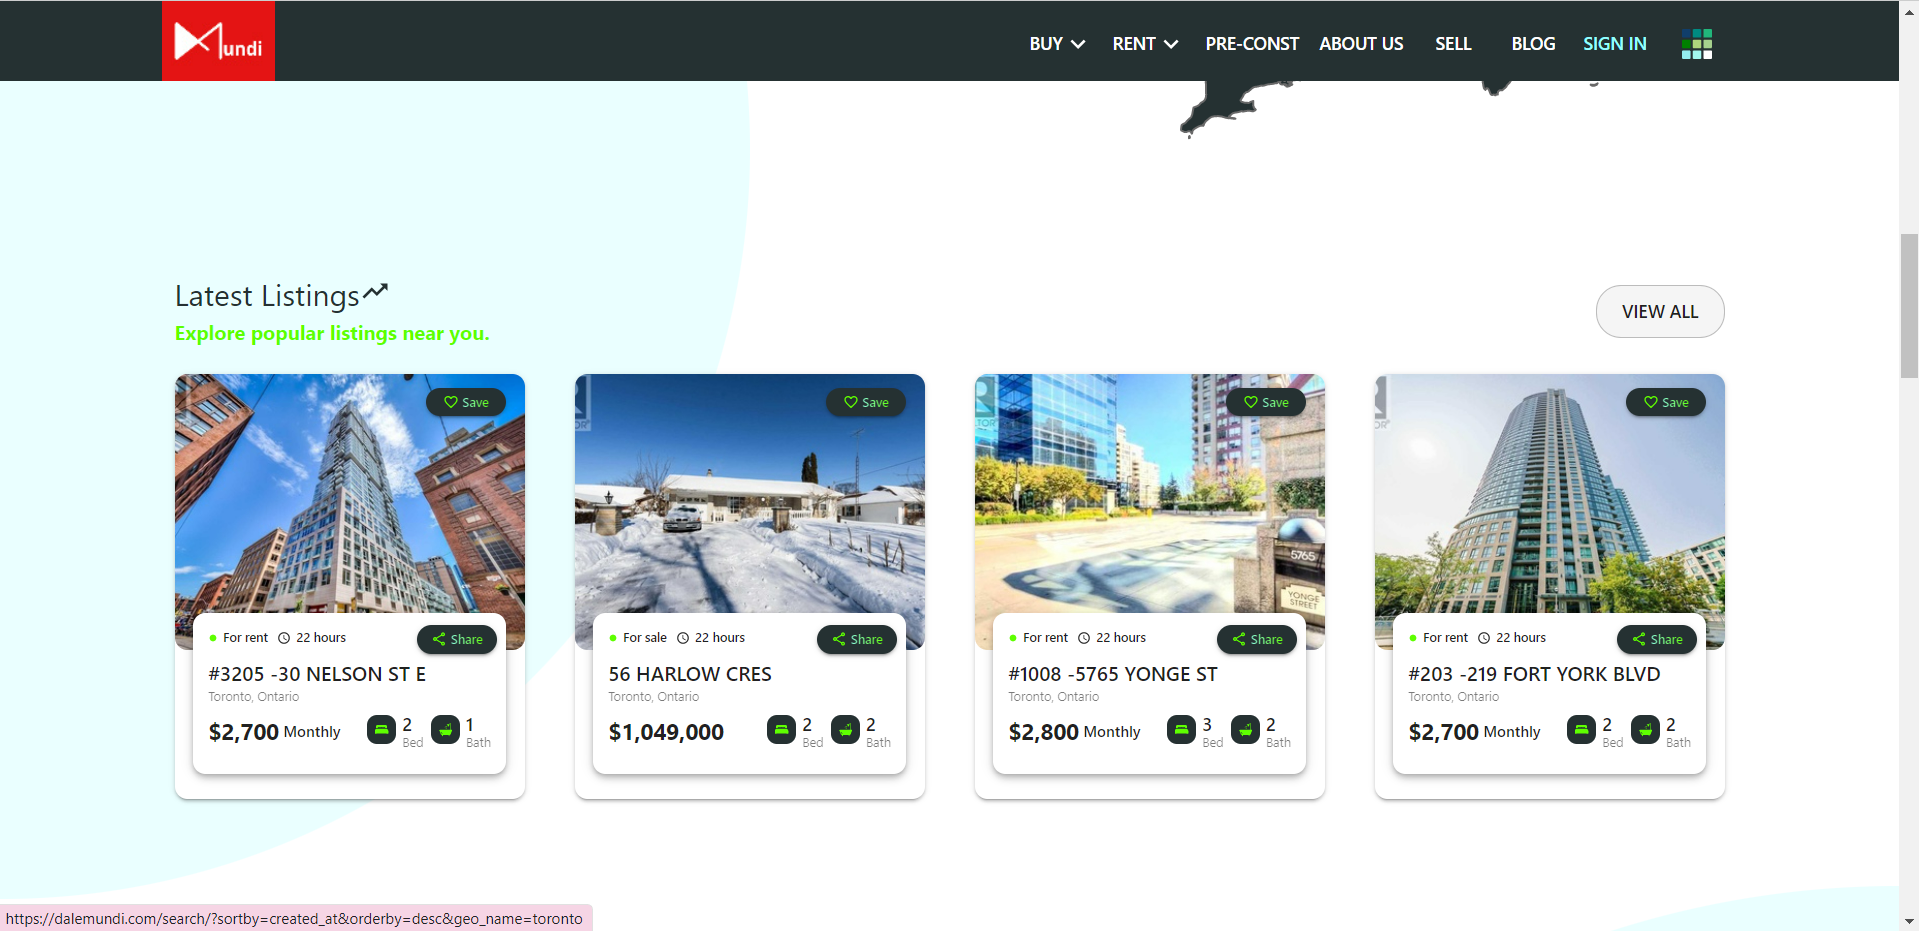 Mundi
BUY
RENT
PRE-CONST
ABOUT US
SELL
BLOG
SIGN IN
Latest Listings
Explore popular listings near you.
VIEW ALL
Save
Save
Save
Save
5765
YONGE
STREET
For rent
22 hours
Share
#3205 -30 NELSON ST E
Toronto, Ontario
$2,700 Monthly
2
Bed
1
Bath
For sale
22 hours
Share
56 HARLOW CRES
Toronto, Ontario
$1,049,000
2
Bed
2
Bath
For rent
22 hours
Share
#1008 -5765 YONGE ST
Toronto, Ontario
$2,800 Monthly
3
Bed
2
Bath
For rent
22 hours
Share
#203 -219 FORT YORK BLVD
Toronto, Ontario
$2,700 Monthly
2
Bed
2
Bath
https://dalemundi.com/search/?sortby=created_at&orderby=desc&geo_name=toronto